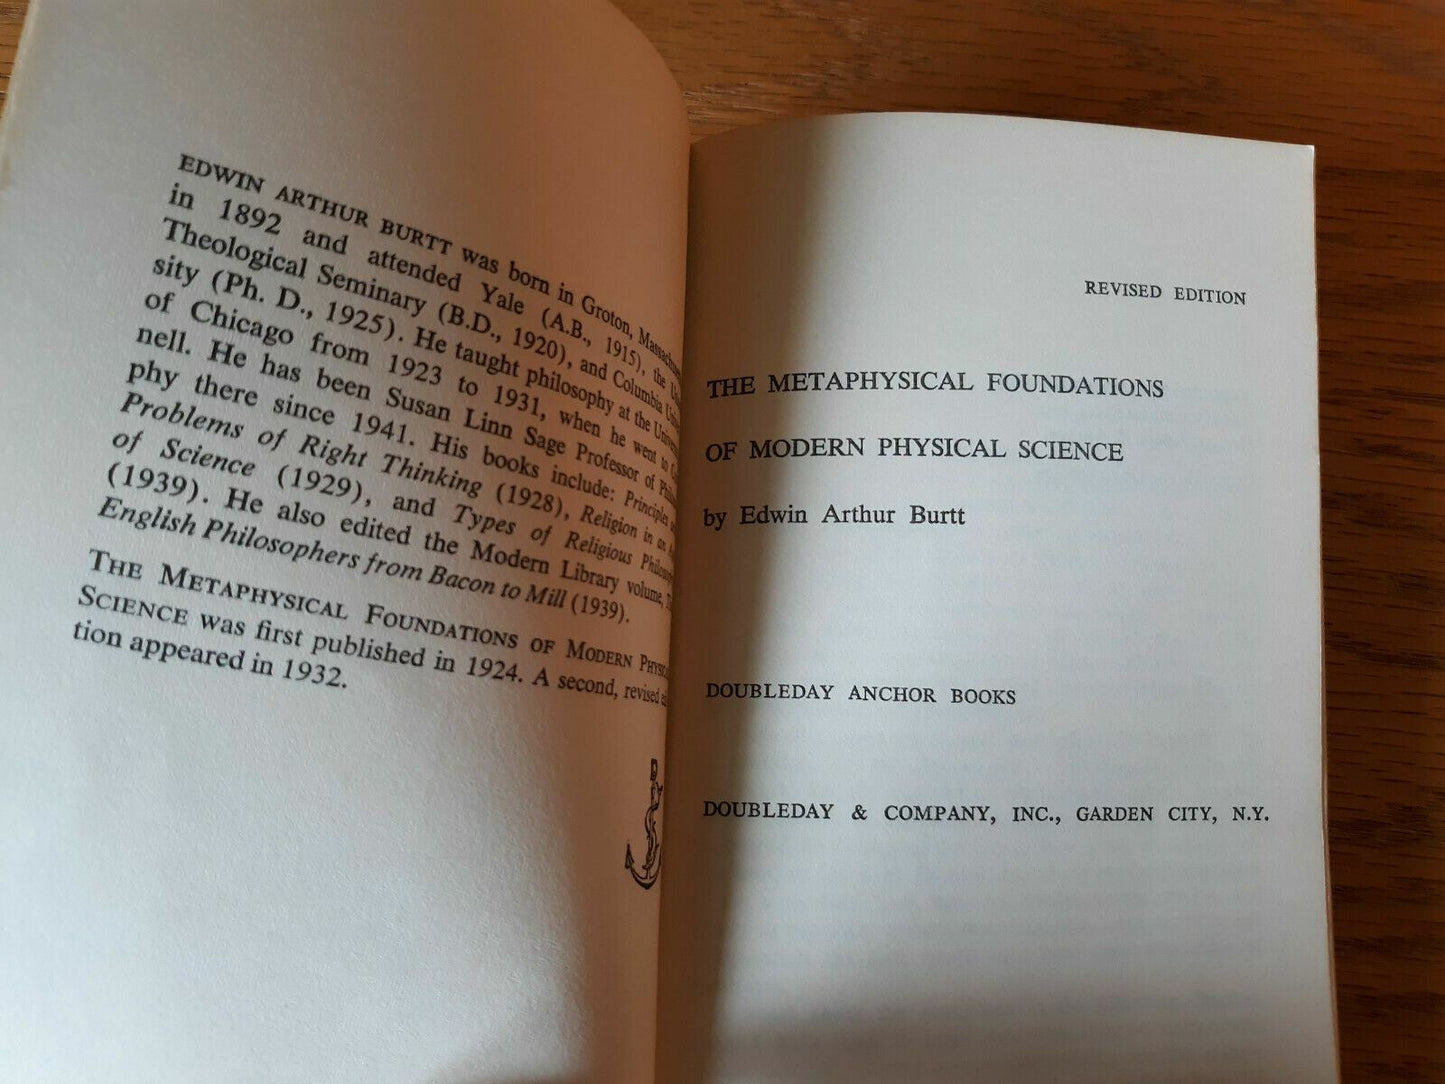 EDWIN ARTHUR BURTT was born in Groton,
in 1892 and attended Yale (A.B., 1915), the
Theological Seminary (B.D., 1920), and Columbia
sity (Ph. D., 1925). He taught philosophy at the
of Chicago from 1923 to 1931, when he went to
nell. He has been Susan Linn Sage Professor of
phy there since 1941. His books include: Principles
Problems of Right Thinking (1928), Religion in an
of Science (1929), and Types of Religious
(1939). He also edited the Modern Library volume,
English Philosophers from Bacon to Mill (1939).
THE METAPHYSICAL FOUNDATIONS OF MODERN
SCIENCE was first published in 1924. A second, revised
tion appeared in 1932.
REVISED EDITION
THE METAPHYSICAL FOUNDATIONS
OF MODERN PHYSICAL SCIENCE
by Edwin Arthur Burtt
DOUBLEDAY ANCHOR BOOKS
DOUBLEDAY & COMPANY, INC., GARDEN CITY, N.Y.